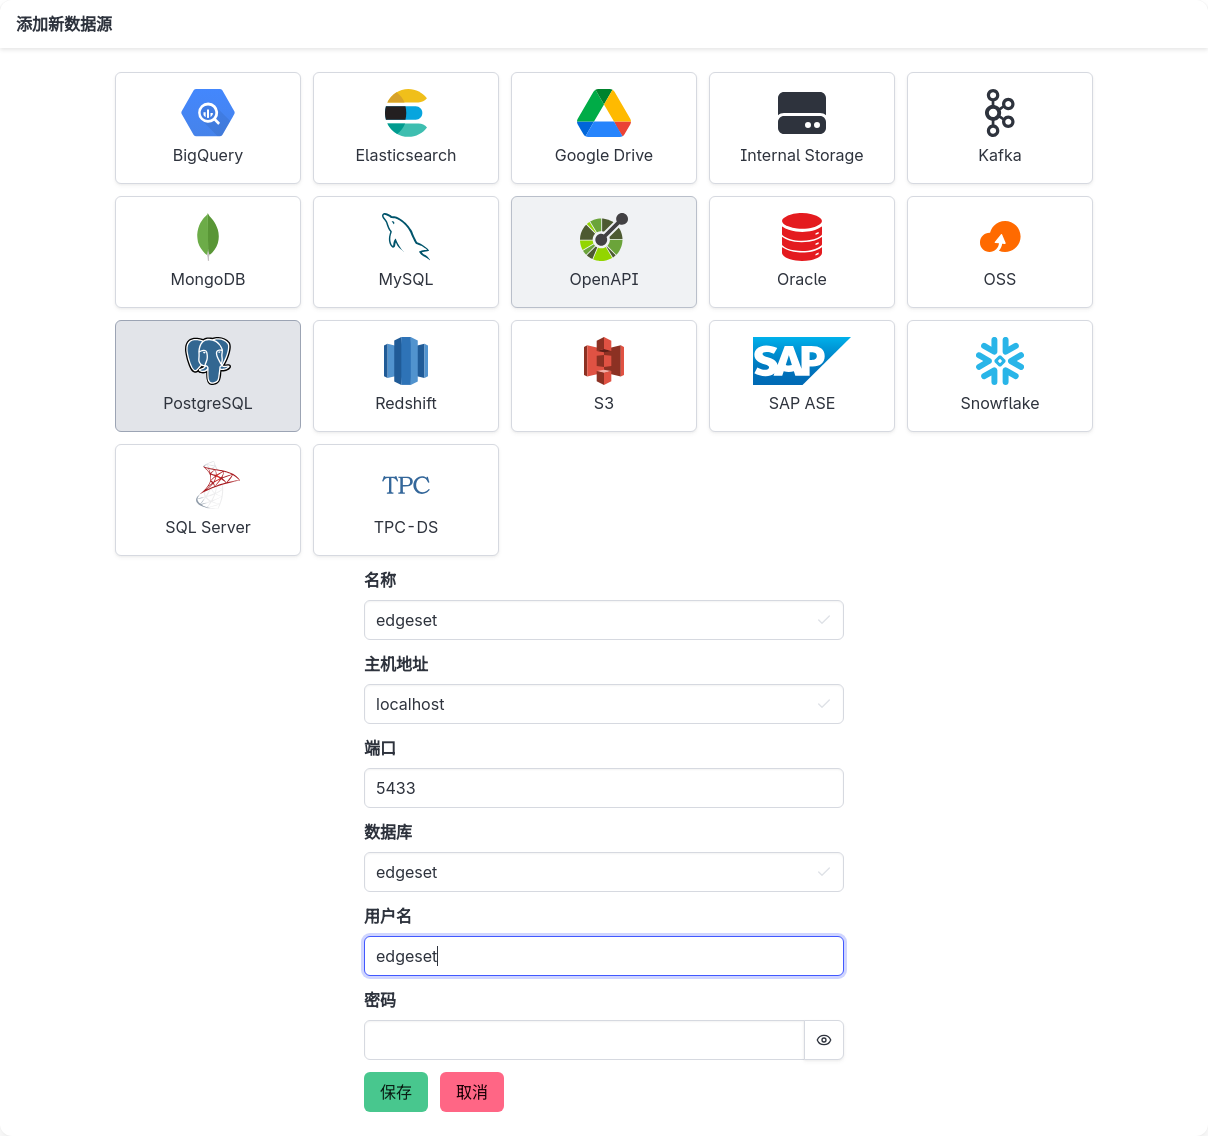 添加新数据源
BigQuery
Elasticsearch
Google Drive
Internal Storage
Kafka
MongoDB
MySQL
OpenAPI
Oracle
OSS
PostgreSQL
Redshift
S3
SAP
SAP ASE
Snowflake
SQL Server
TPC
TPC-DS
名称
edgeset
主机地址
localhost
端口
5433
数据库
edgeset
用户名
edgeset
密码
保存
取消